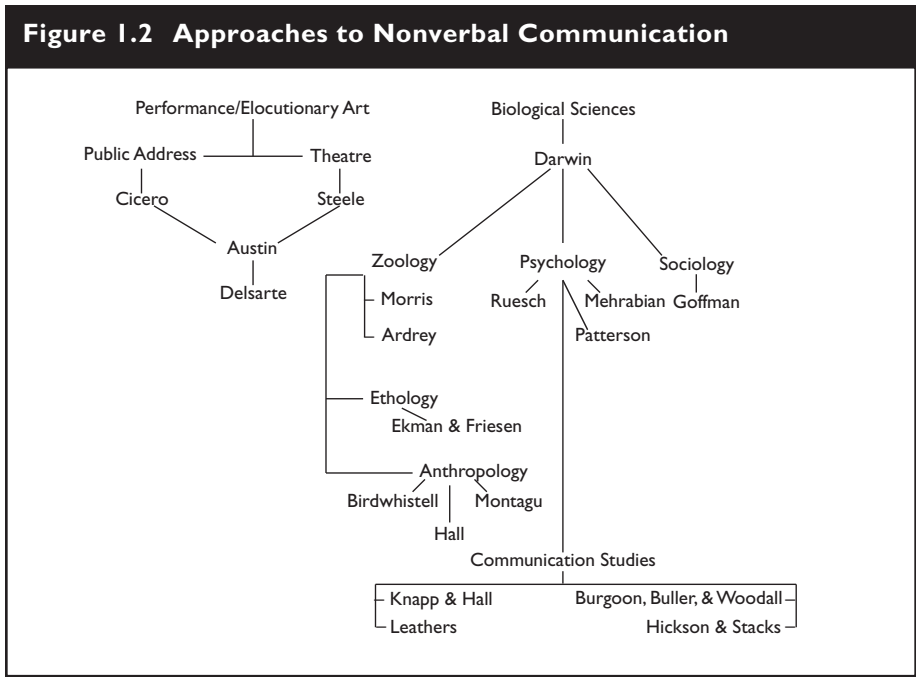 Figure 1.2 Approaches to Nonverbal Communication
Performance/Elocutionary Art
Public Address
Theatre
Cicero
Steele
Austin
Delsarte
Biological Sciences
Darwin
Zoology
Psychology
Sociology
Morris
Ardrey
Ruesch
Mehrabian
Goffman
Patterson
Ethology
Ekman & Friesen
Anthropology
Birdwhistell
Montagu
Hall
Communication Studies
Knapp & Hall
Burgoon, Buller, & Woodall
Leathers
Hickson & Stacks